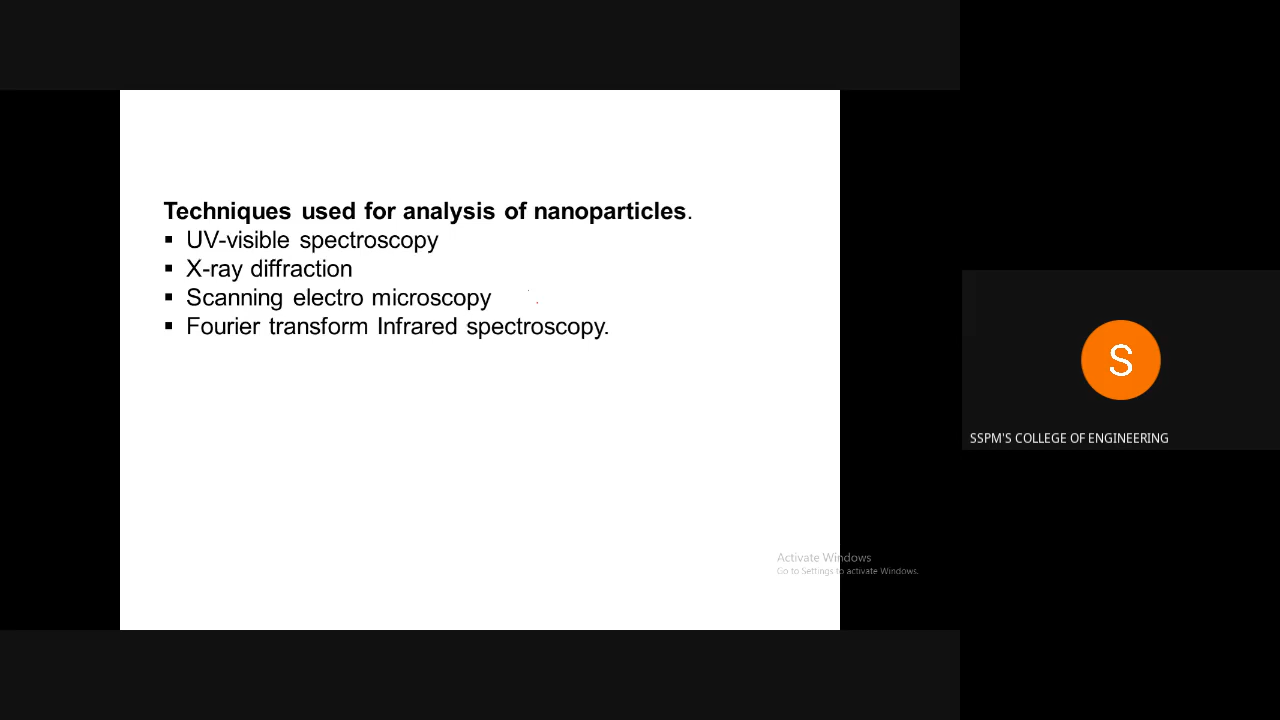 Techniques used for analysis of nanoparticles.
▪ UV-visible spectroscopy
▪ X-ray diffraction
▪ Scanning electro microscopy
▪ Fourier transform Infrared spectroscopy.
S
SSPM'S COLLEGE OF ENGINEERING
Activate Windows
Go to Settings to activate Windows.